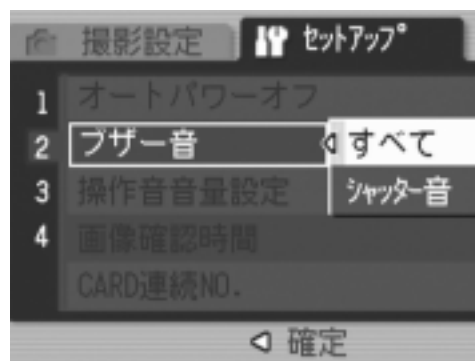 撮影設定 セットアップ
1 オートパワーオフ
2 ブザー音 すべて
3 操作音音量設定 シャッター音
4 画像確認時間
CARD連続NO.
確定